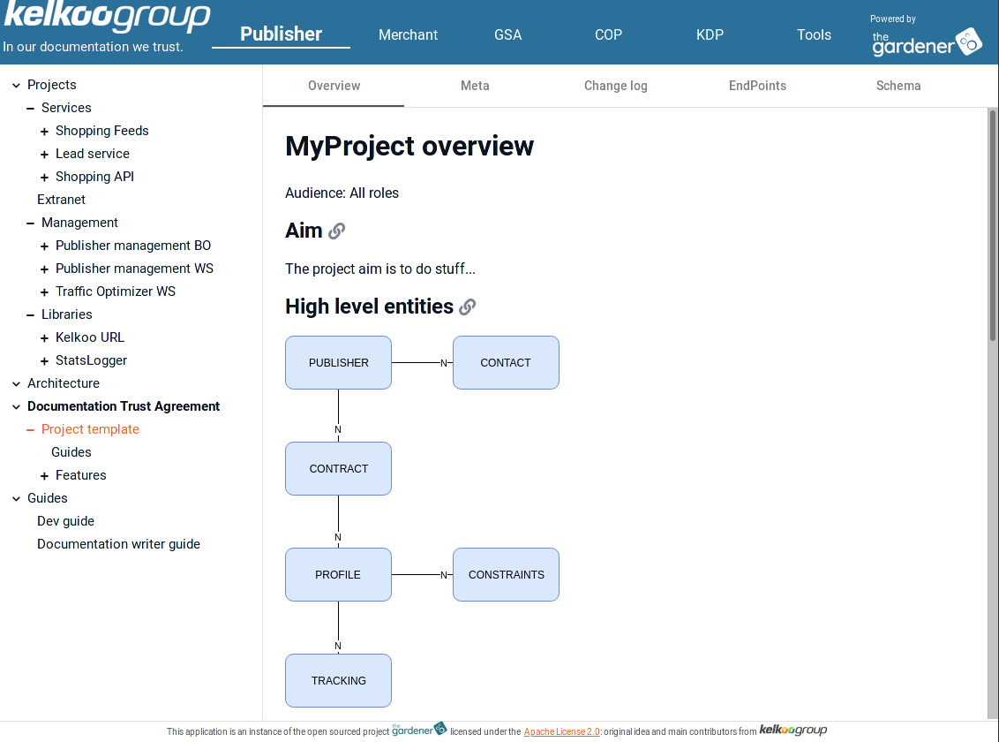 kelkoogroup
In our documentation we trust.
Publisher
Merchant
GSA
COP
KDP
Tools
Powered by
the
gardener
Projects
Services
Shopping Feeds
Lead service
Shopping API
Extranet
Management
Publisher management BO
Publisher management WS
Traffic Optimizer WS
Libraries
Kelkoo URL
StatsLogger
Architecture
Documentation Trust Agreement
Project template
Guides
Features
Guides
Dev guide
Documentation writer guide
Overview
Meta
Change log
EndPoints
Schema
MyProject overview
Audience: All roles
Aim
The project aim is to do stuff...
High level entities
PUBLISHER
N
CONTACT
N
CONTRACT
N
PROFILE
N
CONSTRAINTS
N
TRACKING
This application is an instance of the open sourced project the gardener licensed under the Apache License 2.0: original idea and main contributors from kelkoogroup